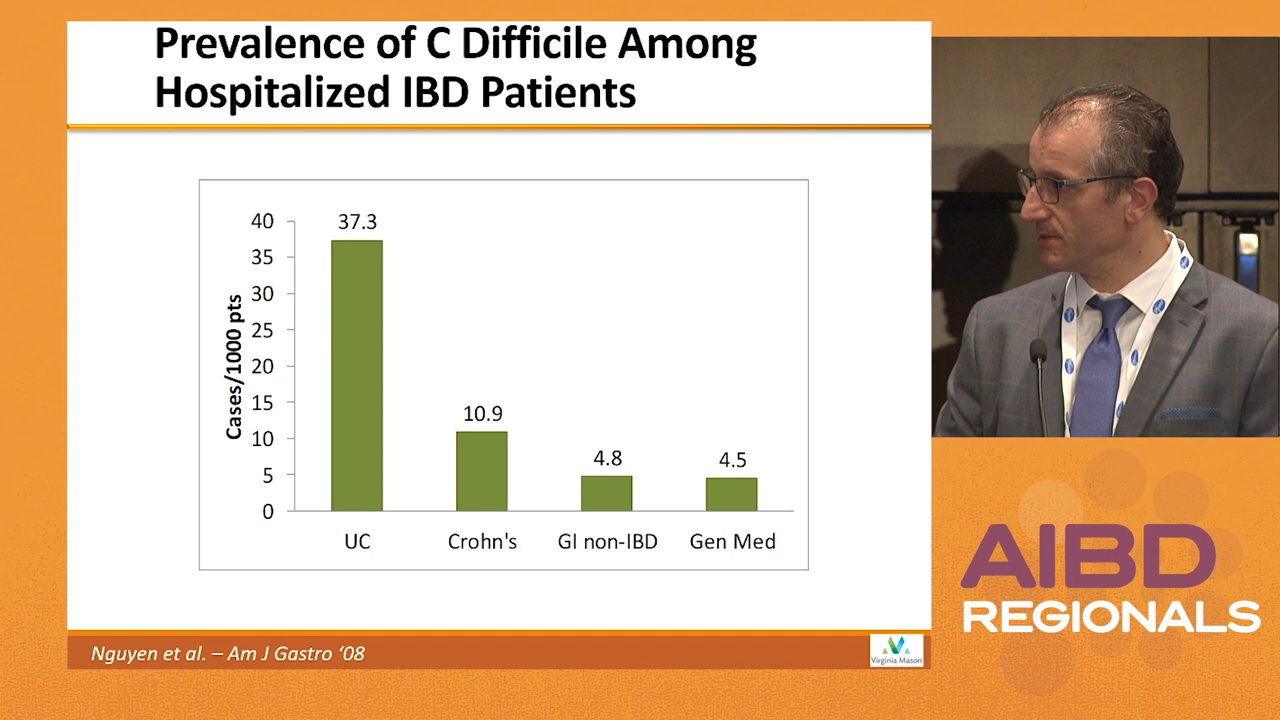 Prevalence of C Difficile Among
Hospitalized IBD Patients
Cases/1000 pts
40
35
30
25
20
15
10
5
0
37.3
10.9
4.8
4.5
UC
Crohn's
GI non-IBD
Gen Med
Nguyen et al. – Am J Gastro ‘08
Virginia Mason
AIBD
REGIONALS